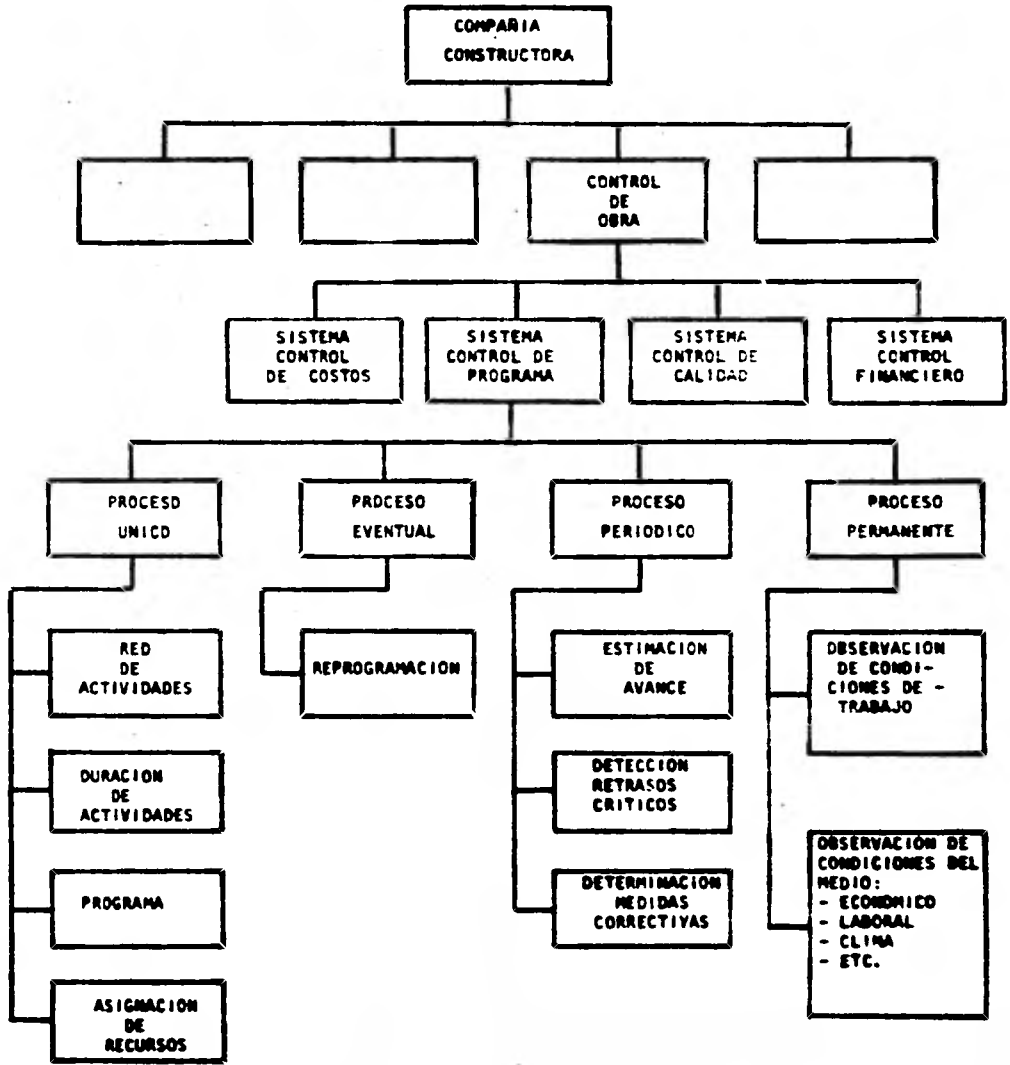 COMPAÑIA
CONSTRUCTORA
CONTROL
DE
OBRA
SISTEMA
CONTROL
DE COSTOS
SISTEMA
CONTROL DE
PROGRAMA
SISTEMA
CONTROL DE
CALIDAD
SISTEMA
CONTROL
FINANCIERO
PROCESO
UNICO
PROCESO
EVENTUAL
PROCESO
PERIODICO
PROCESO
PERMANENTE
RED
DE
ACTIVIDADES
DURACION
DE
ACTIVIDADES
PROGRAMA
ASIGNACION
DE
RECURSOS
REPROGRAMACION
ESTIMACION
DE
AVANCE
DETECCION
RETRASOS
CRITICOS
DETERMINACION
MEDIDAS
CORRECTIVAS
OBSERVACION
DE CONDI-
CIONES DE -
TRABAJO
OBSERVACION DE
CONDICIONES DEL
MEDIO:
- ECONOMICO
- LABORAL
- CLIMA
- ETC.